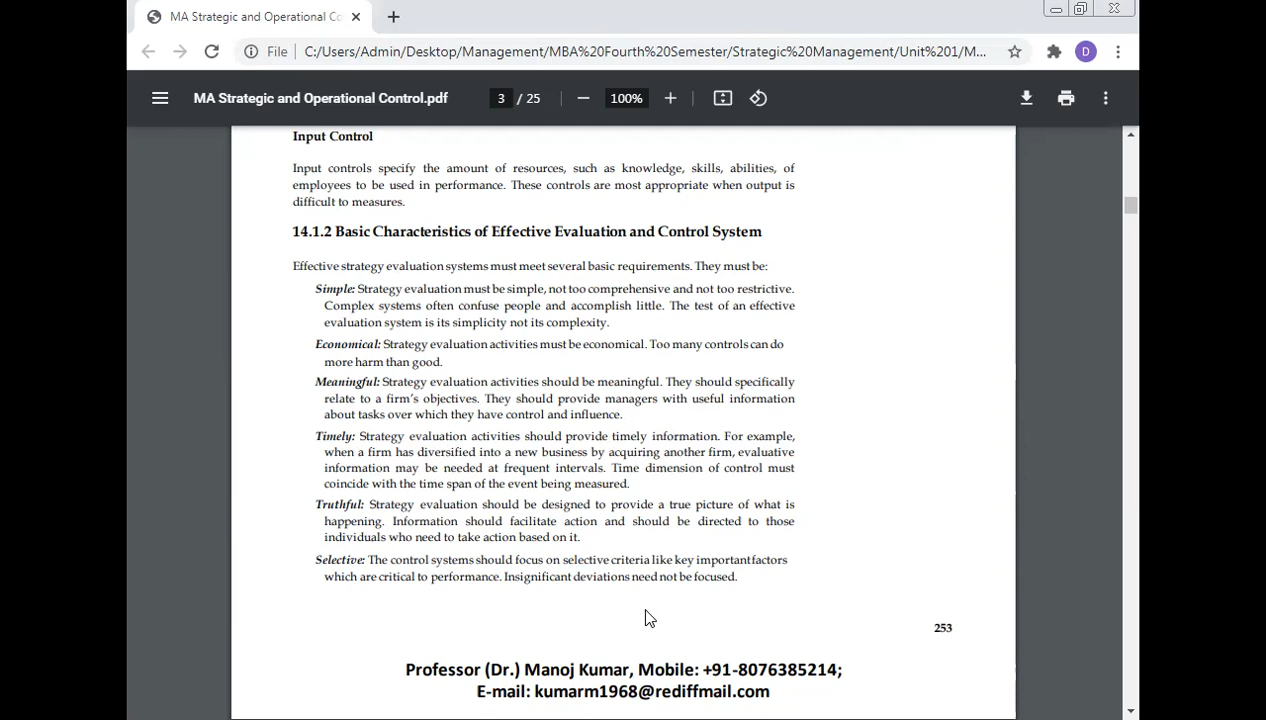 MA Strategic and Operational Co
File
C:/Users/Admin/Desktop/Management/MBA%20Fourth%20Semester/Strategic%20Management/Unit%201/M...
D
MA Strategic and Operational Control.pdf
3 / 25
100%
Input Control
Input controls specify the amount of resources, such as knowledge, skills, abilities, of
employees to be used in performance. These controls are most appropriate when output is
difficult to measures.
14.1.2 Basic Characteristics of Effective Evaluation and Control System
Effective strategy evaluation systems must meet several basic requirements. They must be:
Simple: Strategy evaluation must be simple, not too comprehensive and not too restrictive.
Complex systems often confuse people and accomplish little. The test of an effective
evaluation system is its simplicity not its complexity.
Economical: Strategy evaluation activities must be economical. Too many controls can do
more harm than good.
Meaningful: Strategy evaluation activities should be meaningful. They should specifically
relate to a firm's objectives. They should provide managers with useful information
about tasks over which they have control and influence.
Timely: Strategy evaluation activities should provide timely information. For example,
when a firm has diversified into a new business by acquiring another firm, evaluative
information may be needed at frequent intervals. Time dimension of control must
coincide with the time span of the event being measured.
Truthful: Strategy evaluation should be designed to provide a true picture of what is
happening. Information should facilitate action and should be directed to those
individuals who need to take action based on it.
Selective: The control systems should focus on selective criteria like key important factors
which are critical to performance. Insignificant deviations need not be focused.
253
Professor (Dr.) Manoj Kumar, Mobile: +91-8076385214;
E-mail: kumarm1968@rediffmail.com